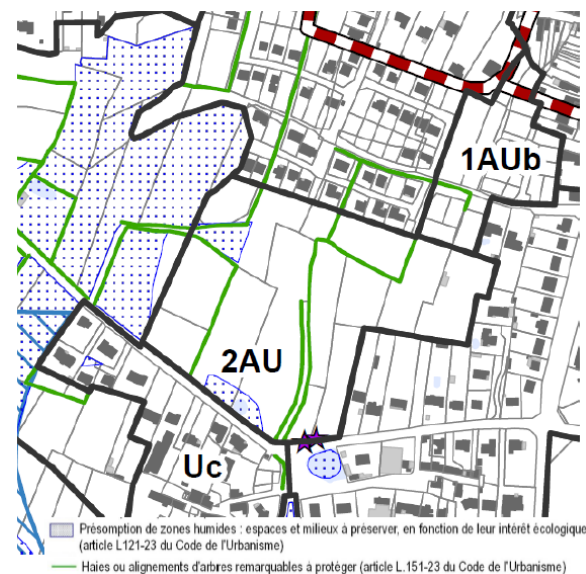 1AUb
2AU
Uc
Présomption de zones humides : espaces et milieux à préserver, en fonction de leur intérêt écologique
(article L121-23 du Code de l'Urbanisme)
Haies ou alignements d'arbres remarquables à protéger (article L.151-23 du Code de l'Urbanisme)